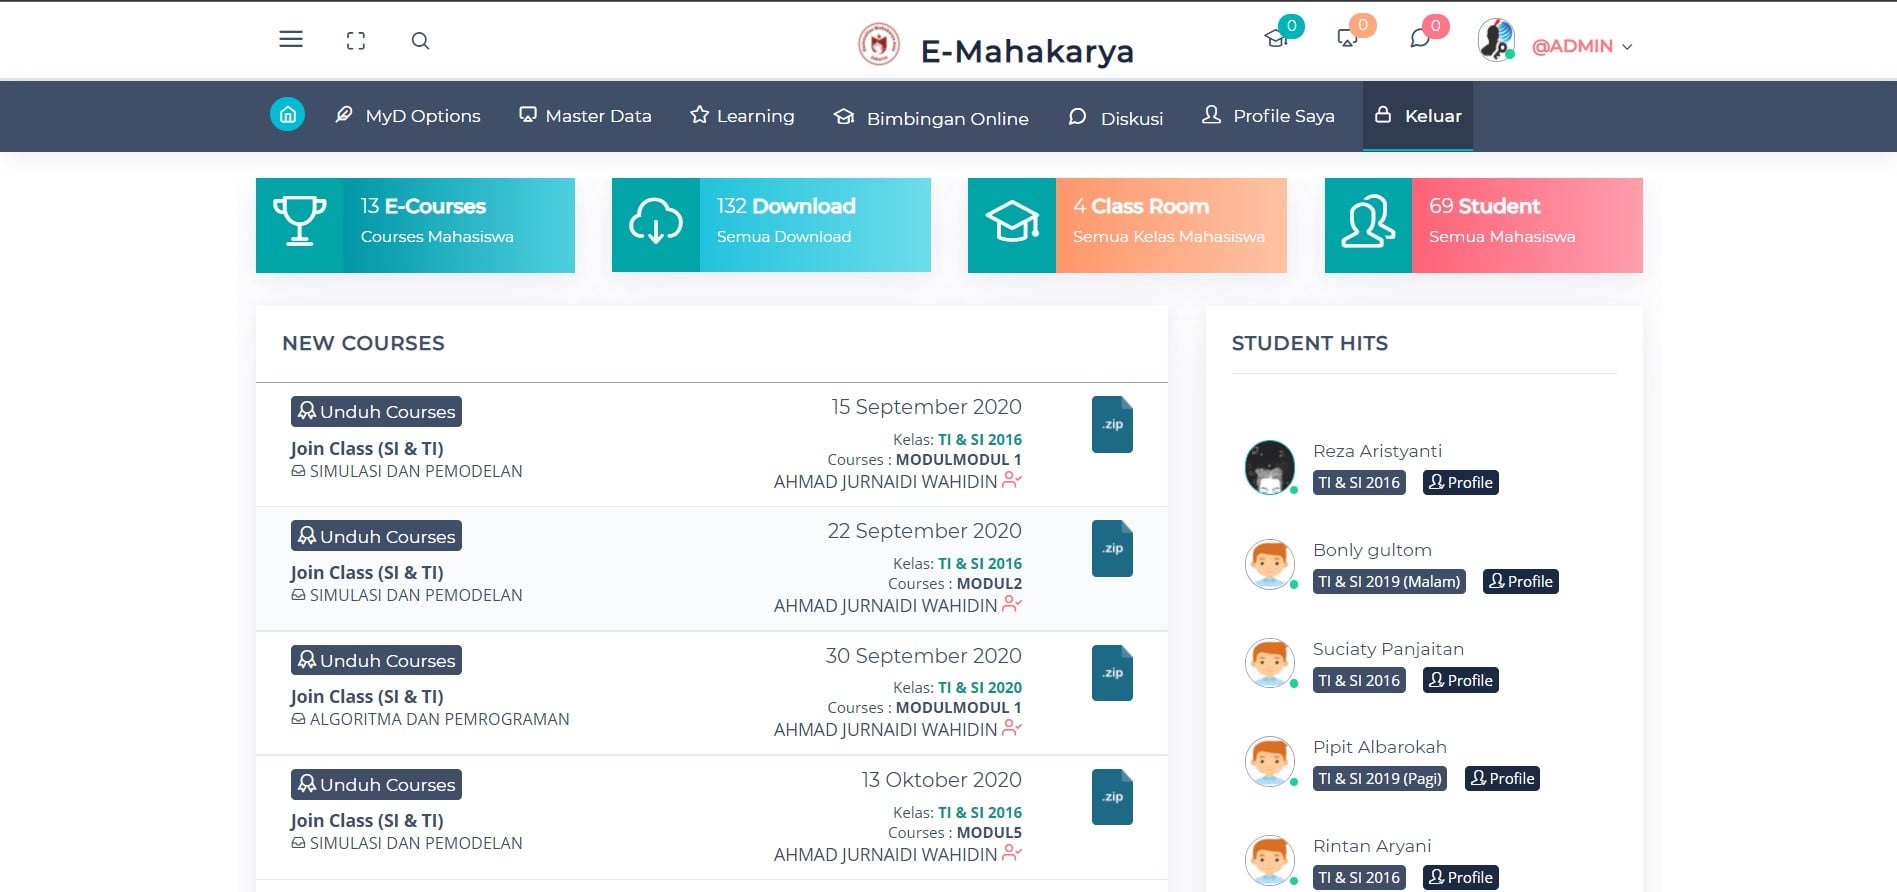 E-Mahakarya
0
0
0
@ADMIN
MyD Options
Master Data
Learning
Bimbingan Online
Diskusi
Profile Saya
Keluar
13 E-Courses
Courses Mahasiswa
132 Download
Semua Download
4 Class Room
Semua Kelas Mahasiswa
69 Student
Semua Mahasiswa
NEW COURSES
Unduh Courses
Join Class (SI & TI)
SIMULASI DAN PEMODELAN
15 September 2020
Kelas: TI & SI 2016
Courses : MODULMODUL 1
AHMAD JURNAIDI WAHIDIN
.zip
Unduh Courses
Join Class (SI & TI)
SIMULASI DAN PEMODELAN
22 September 2020
Kelas: TI & SI 2016
Courses : MODUL2
AHMAD JURNAIDI WAHIDIN
.zip
Unduh Courses
Join Class (SI & TI)
ALGORITMA DAN PEMROGRAMAN
30 September 2020
Kelas: TI & SI 2020
Courses : MODULMODUL 1
AHMAD JURNAIDI WAHIDIN
.zip
Unduh Courses
Join Class (SI & TI)
SIMULASI DAN PEMODELAN
13 Oktober 2020
Kelas: TI & SI 2016
Courses : MODUL5
AHMAD JURNAIDI WAHIDIN
.zip
STUDENT HITS
Reza Aristyanti
TI & SI 2016 Profile
Bonly gultom
TI & SI 2019 (Malam) Profile
Suciaty Panjaitan
TI & SI 2016 Profile
Pipit Albarokah
TI & SI 2019 (Pagi) Profile
Rintan Aryani
TI & SI 2016 Profile